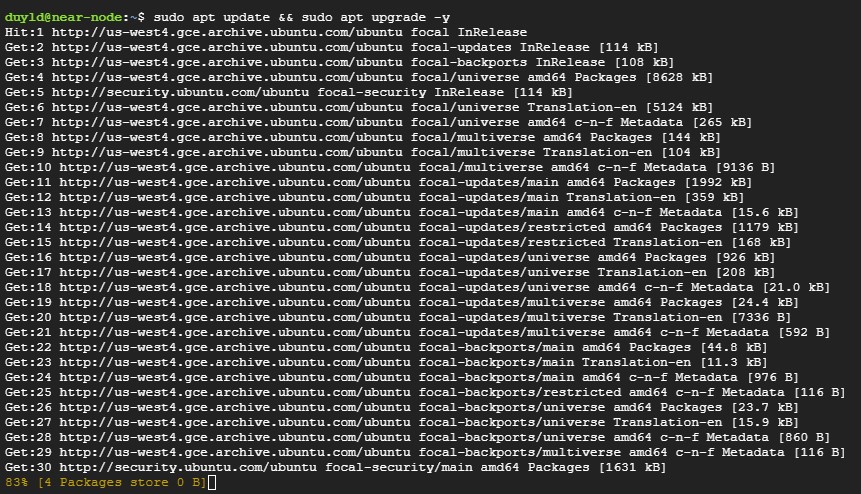 duyld@near-node:~$ sudo apt update && sudo apt upgrade -y
Hit:1 http://us-west4.gce.archive.ubuntu.com/ubuntu focal InRelease
Get:2 http://us-west4.gce.archive.ubuntu.com/ubuntu focal-updates InRelease [114 kB]
Get:3 http://us-west4.gce.archive.ubuntu.com/ubuntu focal-backports InRelease [108 kB]
Get:4 http://us-west4.gce.archive.ubuntu.com/ubuntu focal/universe amd64 Packages [8628 kB]
Get:5 http://security.ubuntu.com/ubuntu focal-security InRelease [114 kB]
Get:6 http://us-west4.gce.archive.ubuntu.com/ubuntu focal/universe Translation-en [5124 kB]
Get:7 http://us-west4.gce.archive.ubuntu.com/ubuntu focal/universe amd64 c-n-f Metadata [265 kB]
Get:8 http://us-west4.gce.archive.ubuntu.com/ubuntu focal/multiverse amd64 Packages [144 kB]
Get:9 http://us-west4.gce.archive.ubuntu.com/ubuntu focal/multiverse Translation-en [104 kB]
Get:10 http://us-west4.gce.archive.ubuntu.com/ubuntu focal/multiverse amd64 c-n-f Metadata [9136 B]
Get:11 http://us-west4.gce.archive.ubuntu.com/ubuntu focal-updates/main amd64 Packages [1992 kB]
Get:12 http://us-west4.gce.archive.ubuntu.com/ubuntu focal-updates/main Translation-en [359 kB]
Get:13 http://us-west4.gce.archive.ubuntu.com/ubuntu focal-updates/main amd64 c-n-f Metadata [15.6 kB]
Get:14 http://us-west4.gce.archive.ubuntu.com/ubuntu focal-updates/restricted amd64 Packages [1179 kB]
Get:15 http://us-west4.gce.archive.ubuntu.com/ubuntu focal-updates/restricted Translation-en [168 kB]
Get:16 http://us-west4.gce.archive.ubuntu.com/ubuntu focal-updates/universe amd64 Packages [926 kB]
Get:17 http://us-west4.gce.archive.ubuntu.com/ubuntu focal-updates/universe Translation-en [208 kB]
Get:18 http://us-west4.gce.archive.ubuntu.com/ubuntu focal-updates/universe amd64 c-n-f Metadata [21.0 kB]
Get:19 http://us-west4.gce.archive.ubuntu.com/ubuntu focal-updates/multiverse amd64 Packages [24.4 kB]
Get:20 http://us-west4.gce.archive.ubuntu.com/ubuntu focal-updates/multiverse Translation-en [7336 B]
Get:21 http://us-west4.gce.archive.ubuntu.com/ubuntu focal-updates/multiverse amd64 c-n-f Metadata [592 B]
Get:22 http://us-west4.gce.archive.ubuntu.com/ubuntu focal-backports/main amd64 Packages [44.8 kB]
Get:23 http://us-west4.gce.archive.ubuntu.com/ubuntu focal-backports/main Translation-en [11.3 kB]
Get:24 http://us-west4.gce.archive.ubuntu.com/ubuntu focal-backports/main amd64 c-n-f Metadata [976 B]
Get:25 http://us-west4.gce.archive.ubuntu.com/ubuntu focal-backports/restricted amd64 c-n-f Metadata [116 B]
Get:26 http://us-west4.gce.archive.ubuntu.com/ubuntu focal-backports/universe amd64 Packages [23.7 kB]
Get:27 http://us-west4.gce.archive.ubuntu.com/ubuntu focal-backports/universe Translation-en [15.9 kB]
Get:28 http://us-west4.gce.archive.ubuntu.com/ubuntu focal-backports/universe amd64 c-n-f Metadata [860 B]
Get:29 http://us-west4.gce.archive.ubuntu.com/ubuntu focal-backports/multiverse amd64 c-n-f Metadata [116 B]
Get:30 http://security.ubuntu.com/ubuntu focal-security/main amd64 Packages [1631 kB]
83% [4 Packages store 0 B]